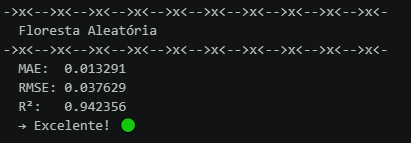 ->x<-->x<-->x<-->x<-->x<-->x<-->x<-->x<-->x<-->x<-
Floresta Aleatória
->x<-->x<-->x<-->x<-->x<-->x<-->x<-->x<-->x<-->x<-
MAE: 0.013291
RMSE: 0.037629
R²: 0.942356
→ Excelente! 🟢